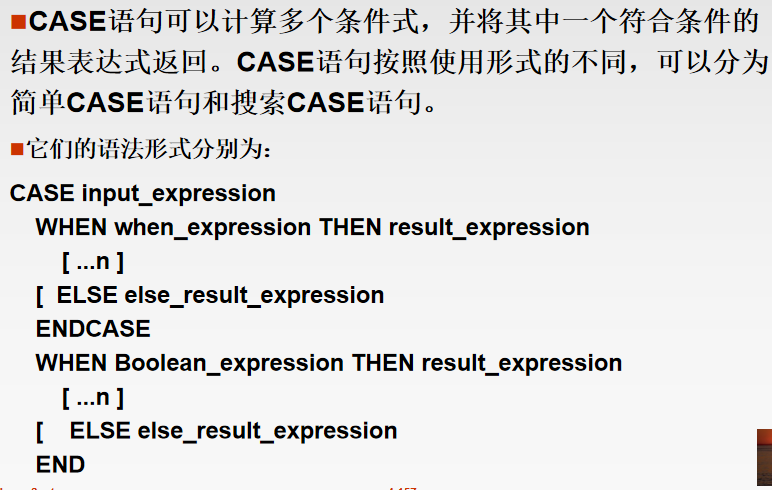 ■CASE语句可以计算多个条件式，并将其中一个符合条件的
结果表达式返回。CASE语句按照使用形式的不同，可以分为
简单CASE语句和搜索CASE语句。
■它们的语法形式分别为：
CASE input_expression
WHEN when_expression THEN result_expression
[ ...n ]
[ ELSE else_result_expression
ENDCASE
WHEN Boolean_expression THEN result_expression
[ ...n ]
[ ELSE else_result_expression
END